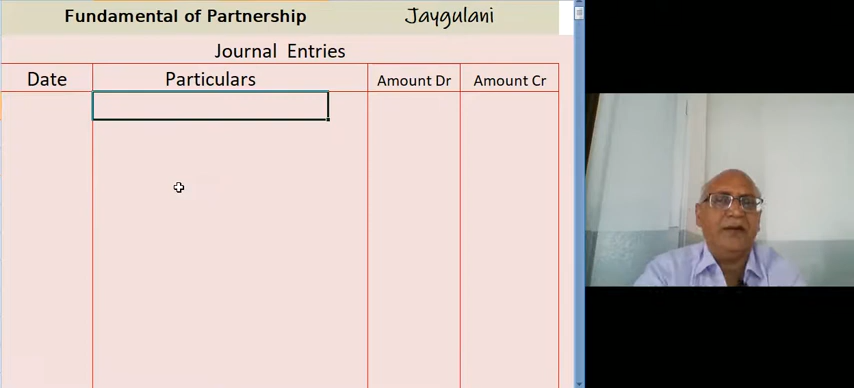 Fundamental of Partnership Jaygulani
Journal Entries
Date Particulars Amount Dr Amount Cr